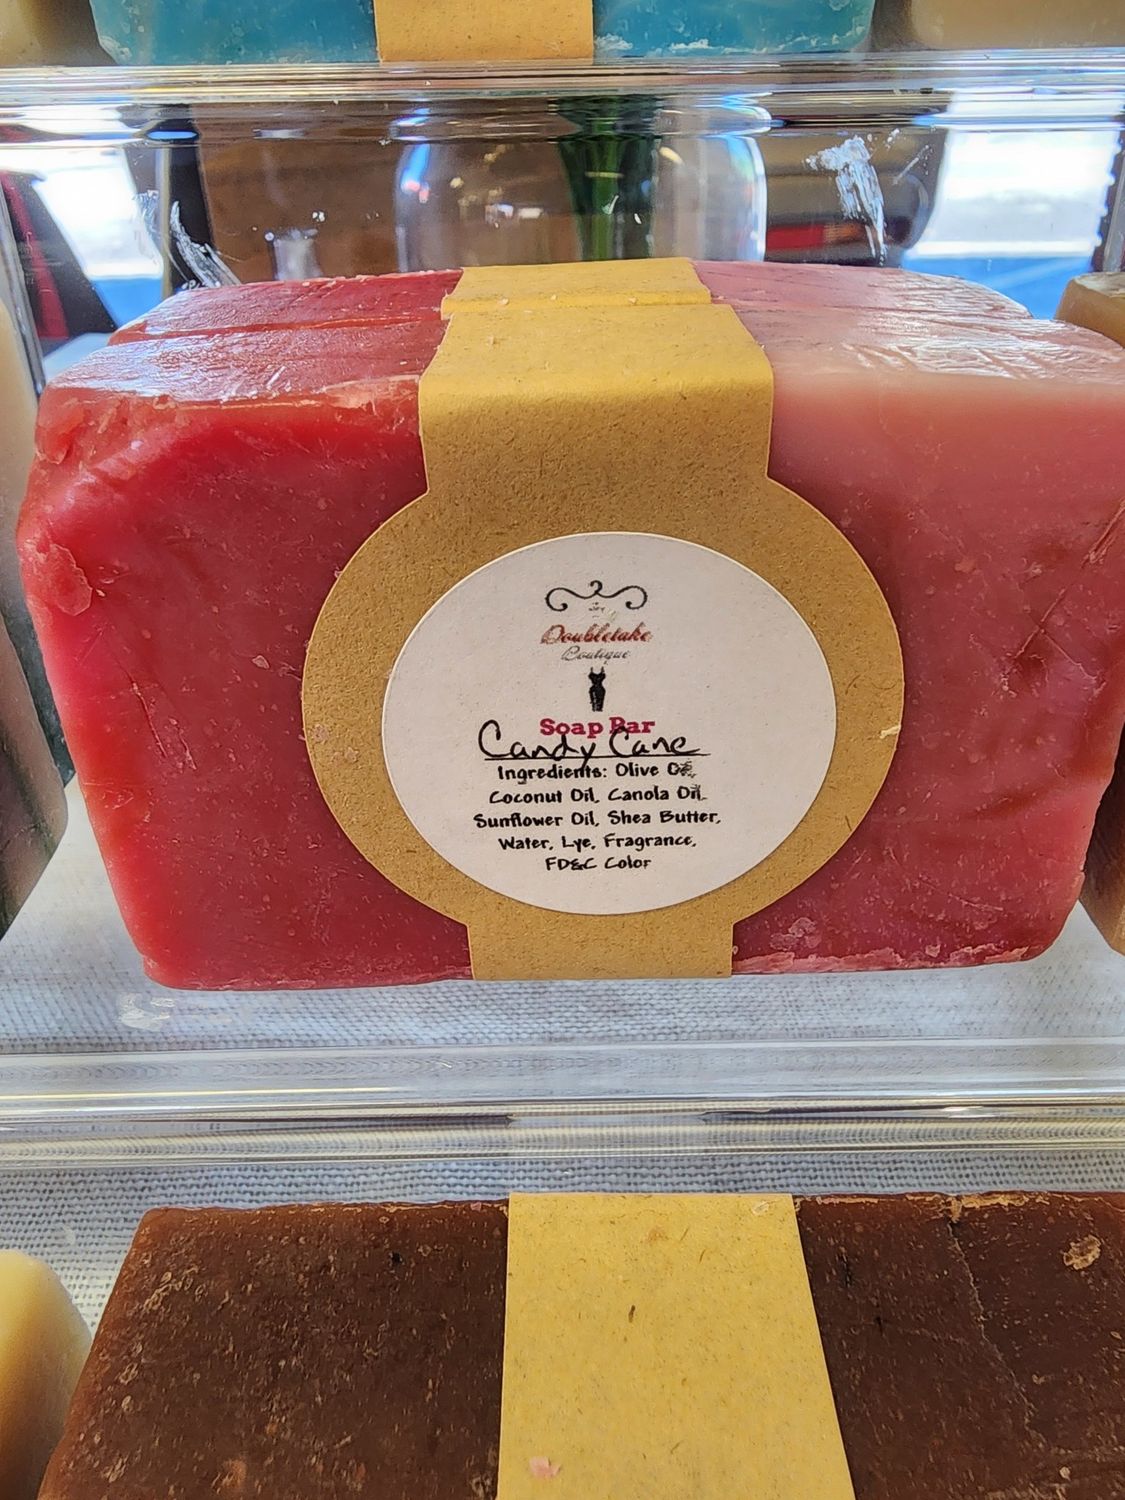 Doubletake
Boutique
Soap Bar
Candy Cane
Ingredients: Olive Oil,
Coconut Oil, Canola Oil,
Sunflower Oil, Shea Butter,
Water, Lye, Fragrance,
FD&C Color